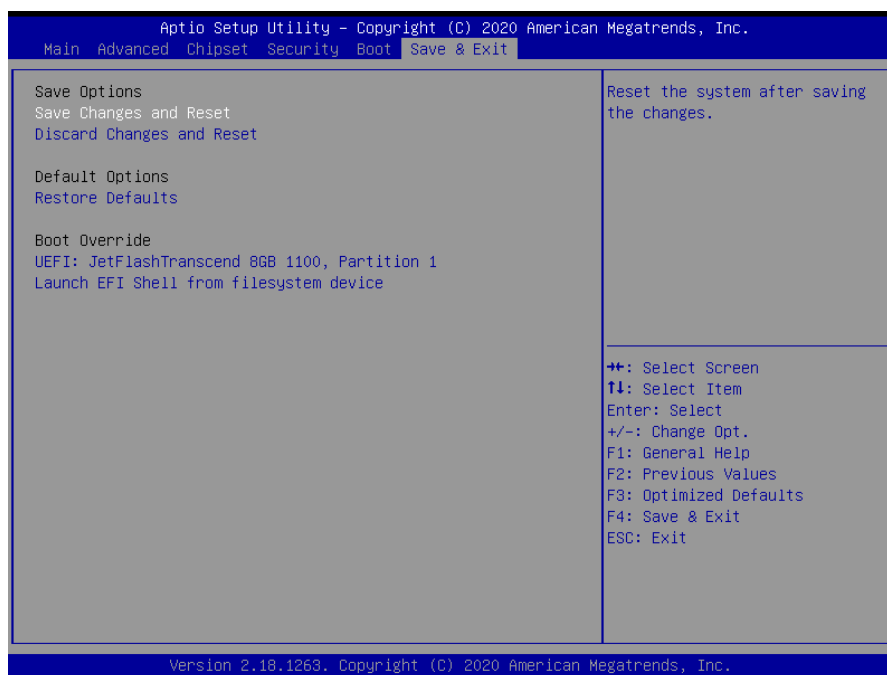 Aptio Setup Utility – Copyright (C) 2020 American Megatrends, Inc.
Main Advanced Chipset Security Boot Save & Exit
Save Options
Save Changes and Reset
Discard Changes and Reset
Default Options
Restore Defaults
Boot Override
UEFI: JetFlashTranscend 8GB 1100, Partition 1
Launch EFI Shell from filesystem device
Reset the system after saving
the changes.
→←: Select Screen
↑↓: Select Item
Enter: Select
+/-: Change Opt.
F1: General Help
F2: Previous Values
F3: Optimized Defaults
F4: Save & Exit
ESC: Exit
Version 2.18.1263. Copyright (C) 2020 American Megatrends, Inc.